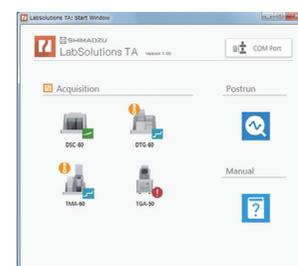 LabSolutions TA: Start Window
SHIMADZU
LabSolutions TA Version 1.00
COM Port
Acquisition
Postrun
DSC-60
DTG-60
Manual
TMA-60
TGA-50